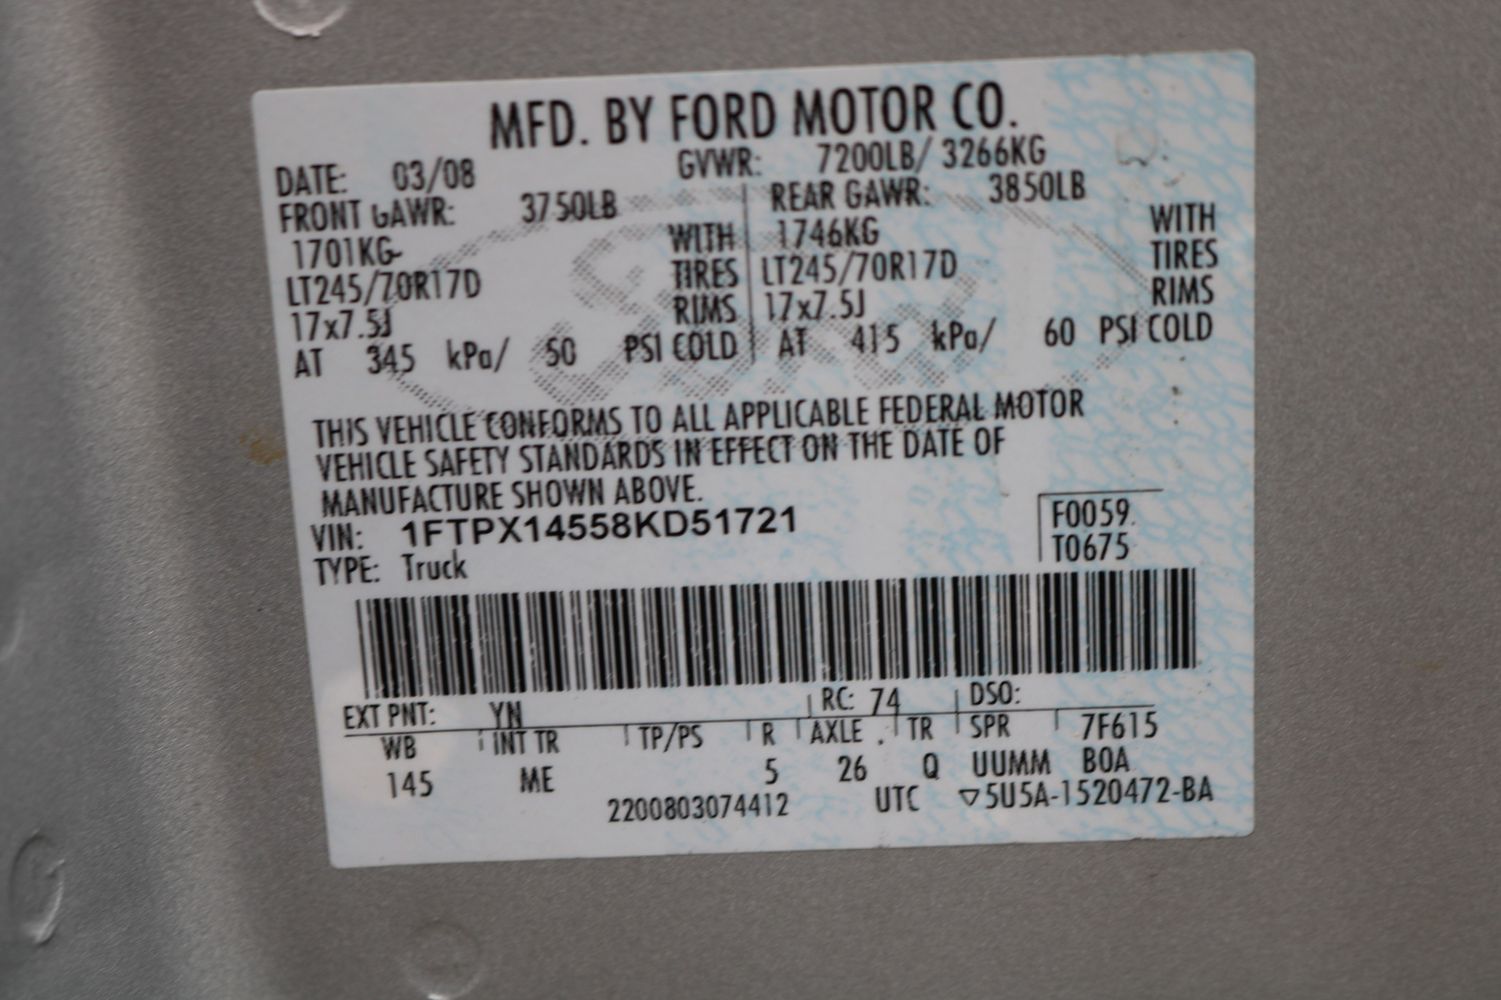 MFD. BY FORD MOTOR CO.
DATE: 03/08 GVWR: 7200LB/ 3266KG
FRONT GAWR: 3750LB REAR GAWR: 3850LB
1701KG WITH 1746KG WITH
LT245/70R17D TIRES LT245/70R17D TIRES
17x7.5J RIMS 17x7.5J RIMS
AT 345 kPa/ 50 PSI COLD AT 415 kPa/ 60 PSI COLD
THIS VEHICLE CONFORMS TO ALL APPLICABLE FEDERAL MOTOR
VEHICLE SAFETY STANDARDS IN EFFECT ON THE DATE OF
MANUFACTURE SHOWN ABOVE.
VIN: 1FTPX14558KD51721 F0059
TYPE: Truck T0675
EXT PNT: YN RC: 74 DSO:
WB INT TR TP/PS R AXLE TR SPR 7F615
145 ME 5 26 Q UUMM BOA
2200803074412 UTC ▽5U5A-1520472-BA